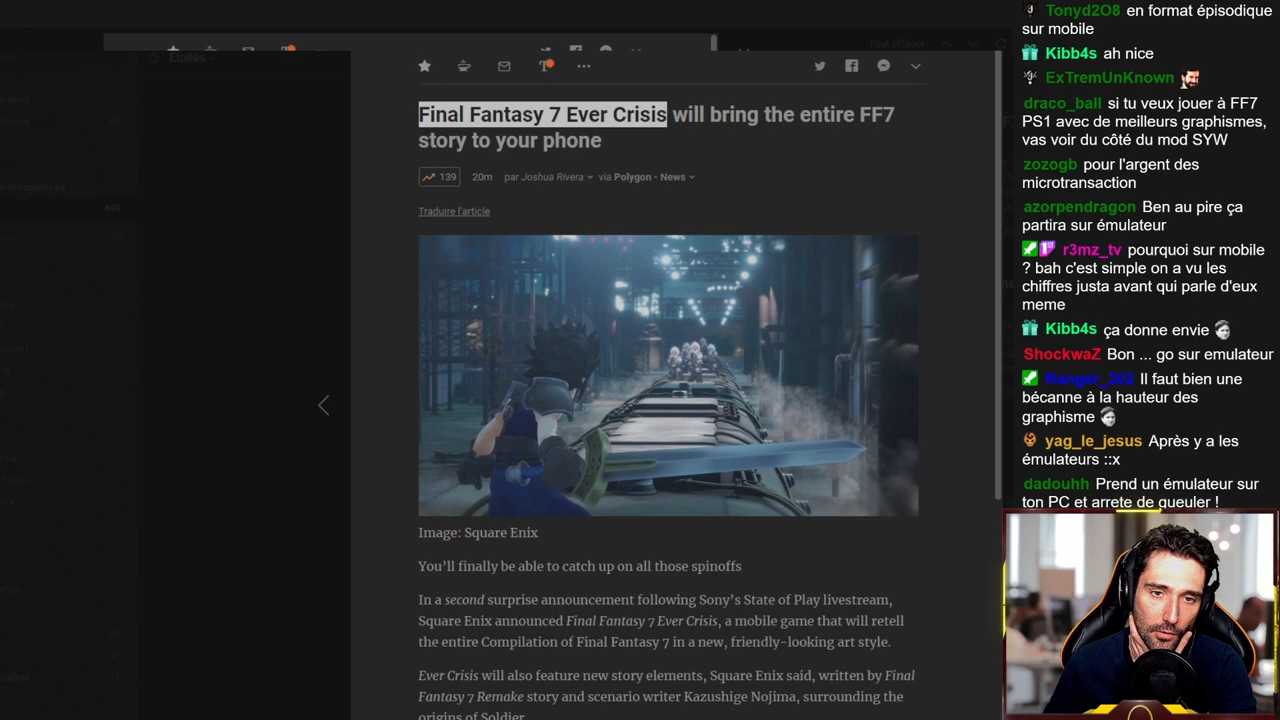 Tout effacer
Étoilés
449
Final Fantasy 7 Ever Crisis will bring the entire FF7
story to your phone
139 20m par Joshua Rivera via Polygon - News
Traduire l'article
Image: Square Enix
You’ll finally be able to catch up on all those spinoffs
In a second surprise announcement following Sony’s State of Play livestream,
Square Enix announced Final Fantasy 7 Ever Crisis, a mobile game that will retell
the entire Compilation of Final Fantasy 7 in a new, friendly-looking art style.
Ever Crisis will also feature new story elements, Square Enix said, written by Final
Fantasy 7 Remake story and scenario writer Kazushige Nojima, surrounding the
origins of Soldier
Tonyd2O8 en format épisodique
sur mobile
Kibb4s ah nice
ExTremUnKnown
draco_ball si tu veux jouer à FF7
PS1 avec de meilleurs graphismes,
vas voir du côté du mod SYW
zozogb pour l'argent des
microtransaction
azorpendragon Ben au pire ça
partira sur émulateur
r3mz_tv pourquoi sur mobile
? bah c'est simple on a vu les
chiffres justa avant qui parle d'eux
meme
Kibb4s ça donne envie
ShockwaZ Bon ... go sur emulateur
Ranger_202 Il faut bien une
bécanne à la hauteur des
graphisme
yag_le_jesus Après y a les
émulateurs ::x
dadouhh Prend un émulateur sur
ton PC et arrete de gueuler !